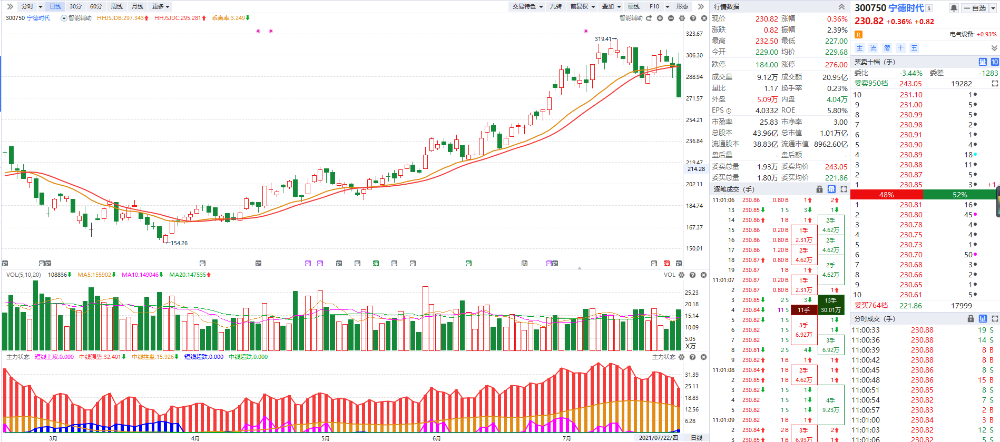 分时 日线 30分 60分 周线 月线 更多
交易特色 九转 前复权 叠加 画线 F10 形态
300750 宁德时代 智能辅助 HHJSJDB:297.343 HHJSJDC:295.281 乖离率:3.249
智能辅助
323.67
319.41
306.30
288.94
271.57
254.21
236.84
219.47
214.28
202.11
184.74
167.37
154.26
150.01
VOL(5,10,20) 108836 MA5:155902 MA10:149046 MA20:147535
VOL
25.23
20.18
15.14
10.09
5.05
X万
主力状态 短线上攻:0.000 中线强势:32.401 中线控盘:15.926 短线超跌:0.000 中线超跌:0.000
主力状态
31.39
25.11
18.83
12.56
6.28
3月 4月 5月 6月 7月 2021/07/22/四 日线
行情数据
现价 230.82 涨幅 0.36%
涨跌 0.82 振幅 2.39%
最高 232.50 最低 227.00
今开 229.00 均价 229.68
跌停 184.00 涨停 276.00
成交量 9.12万 成交额 20.95亿
量比 1.17 换手率 0.23%
外盘 5.09万 内盘 4.04万
EPS ① 4.0332 ROE 5.80%
市盈率 25.83 市净率 3.00
总股本 43.96亿 总市值 1.01万亿
流通股本 38.83亿 流通市值 8962.60亿
盘后量 - 盘后额 -
委卖总量 1.93万 委卖均价 243.05
委买总量 1.80万 委买均价 221.86
逐笔成交（手） 量
11:01:06 230.86 0.80 B 1 2
13 230.85 1 S 3 1
14 230.86 1 B 1 2手
15 230.86 0.20 B 1手 4.62万
16 230.86 0.80 B 2.31万 2手
17 230.86 1.20 B 2手 4.62万
18 230.87 0.80 B 4.62万 2手
19 230.87 1 B 1 4.62万
11:01:07 230.87 0.20 B 1手
2 230.87 0.80 B 2.31万 1
3 230.85 2 S 3 13手
4 230.84 11 S 11手 30.01万
5 230.82 1 S 3手 1
6 230.82 1 S 6.92万 1
7 230.82 1 S 3手
8 230.81 2 S 4 6.92万
9 230.82 1 B 1 1
11:01:08 230.84 1 B 2手 1
2 230.85 1 B 4.62万 1
3 230.82 1 S 1 4手
4 230.82 1 S 1 9.23万
5 230.82 1 S 1
11:01:09 230.82 1 B 1
2 230.84 2 B 3手 2
3 230.85 1 B 6.93万 1
300750 宁德时代 自选
230.82 +0.36% +0.82
R 电气设备: +0.93%
主 流 潜 十 五
买卖十档（手） 量 10
委比 -3.44% 委差 -1283
委卖950档 243.05 19282
10 231.10 1
9 231.00 5
8 230.99 5
7 230.98 2
6 230.91 1
5 230.90 4
4 230.89 18
3 230.88 11
2 230.87 5
1 230.85 3 +1
48% 52%
1 230.81 16
2 230.80 45
3 230.78 4
4 230.75 4
5 230.73 1
6 230.70 50
7 230.68 3
8 230.66 2
9 230.65 1
10 230.61 5
委买764档 221.86 17999
分时成交（手） 量
11:00:33 230.88 19 S
11:00:36 230.88 14 S
11:00:39 230.88 8 B
11:00:42 230.88 8 B
11:00:45 230.88 8 S
11:00:48 230.86 15 B
11:00:51 230.85 8 S
11:00:54 230.82 7 S
11:00:57 230.83 2 B
11:01:00 230.84 3 B
11:01:03 230.82 12 S
11:01:06 230.82 5 S